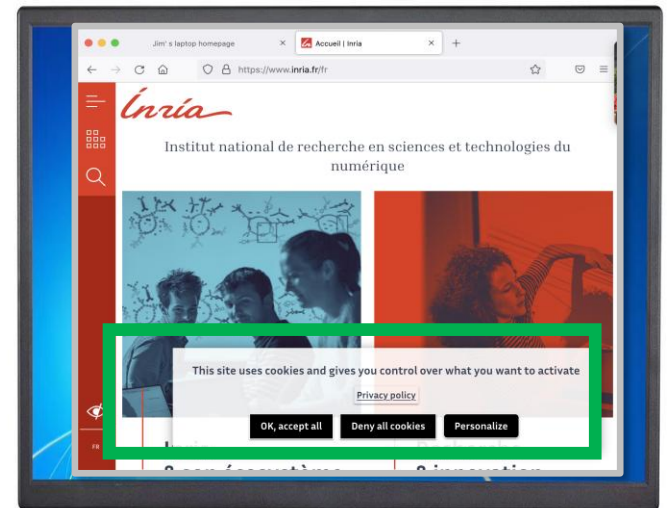 Jim' s laptop homepage
Accueil | Inria
https://www.inria.fr/fr
Inría
Institut national de recherche en sciences et technologies du
numérique
This site uses cookies and gives you control over what you want to activate
Privacy policy
OK, accept all Deny all cookies Personalize
FR